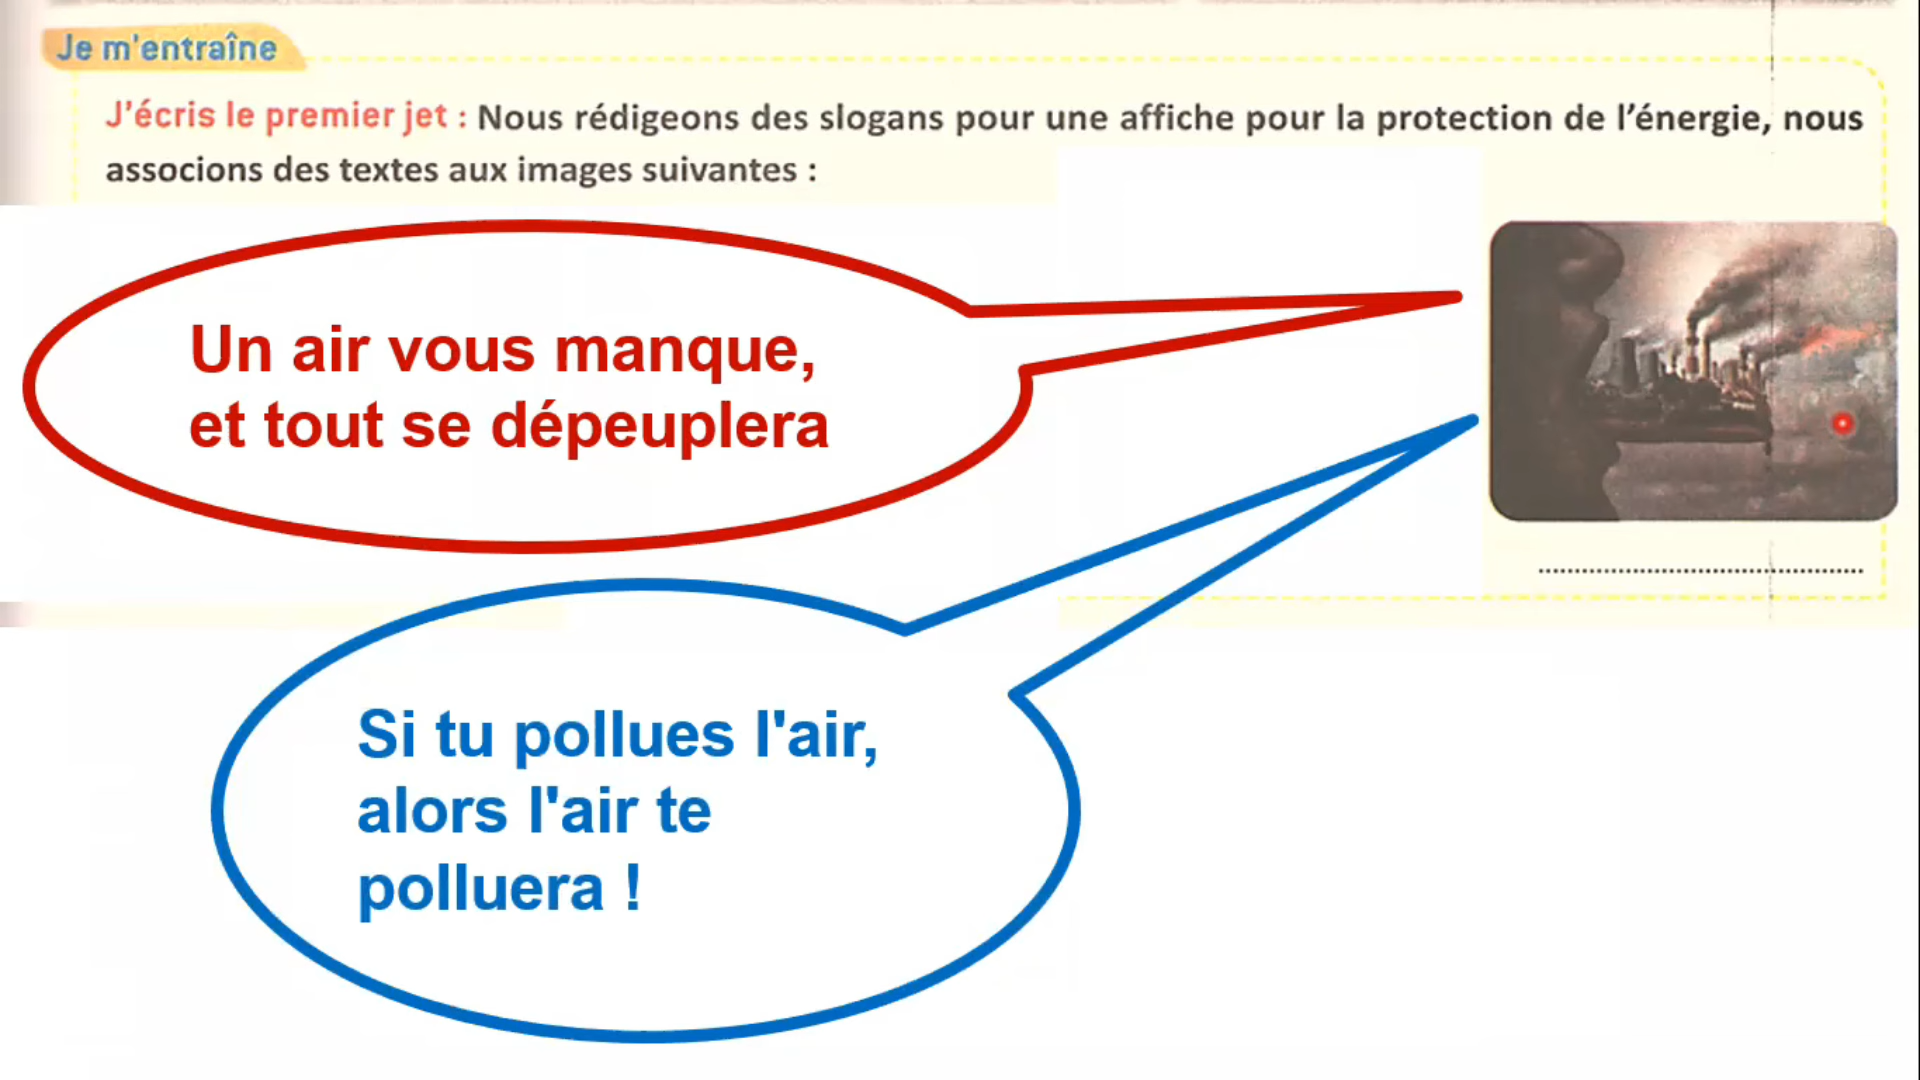 Je m'entraîne
J'écris le premier jet : Nous rédigeons des slogans pour une affiche pour la protection de l'énergie, nous
associons des textes aux images suivantes :
Un air vous manque,
et tout se dépeuplera
Si tu pollues l'air,
alors l'air te
polluera !